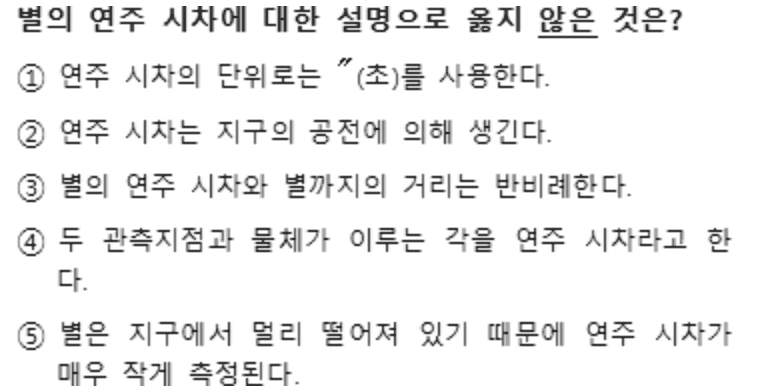 별의 연주 시차에 대한 설명으로 옳지 않은 것은?
① 연주 시차의 단위로는 ″(초)를 사용한다.
② 연주 시차는 지구의 공전에 의해 생긴다.
③ 별의 연주 시차와 별까지의 거리는 반비례한다.
④ 두 관측지점과 물체가 이루는 각을 연주 시차라고 한
다.
⑤ 별은 지구에서 멀리 떨어져 있기 때문에 연주 시차가
매우 작게 측정된다.